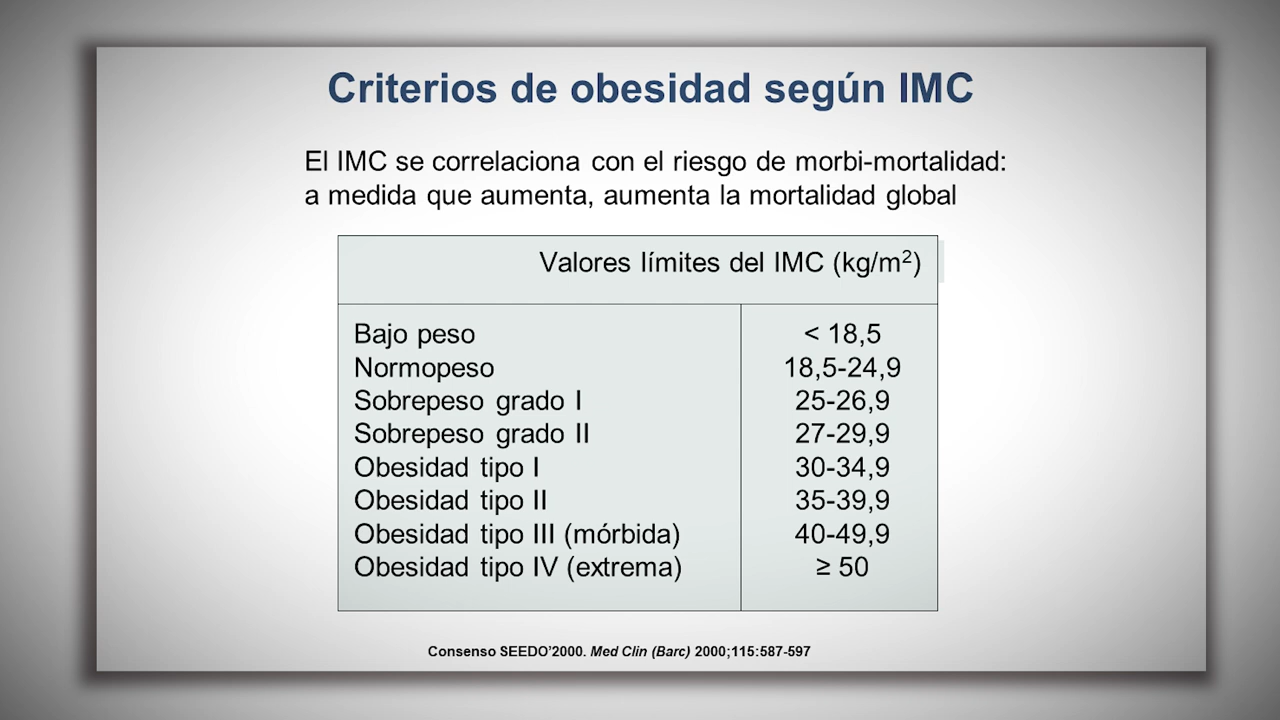 Criterios de obesidad según IMC
El IMC se correlaciona con el riesgo de morbi-mortalidad:
a medida que aumenta, aumenta la mortalidad global
Valores límites del IMC (kg/m²)
Bajo peso < 18,5
Normopeso 18,5-24,9
Sobrepeso grado I 25-26,9
Sobrepeso grado II 27-29,9
Obesidad tipo I 30-34,9
Obesidad tipo II 35-39,9
Obesidad tipo III (mórbida) 40-49,9
Obesidad tipo IV (extrema) ≥ 50
Consenso SEEDO’2000. Med Clin (Barc) 2000;115:587-597